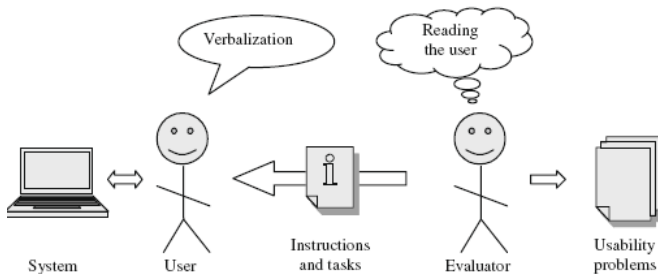 Verbalization
Reading
the user
i
System
User
Instructions
and tasks
Evaluator
Usability
problems